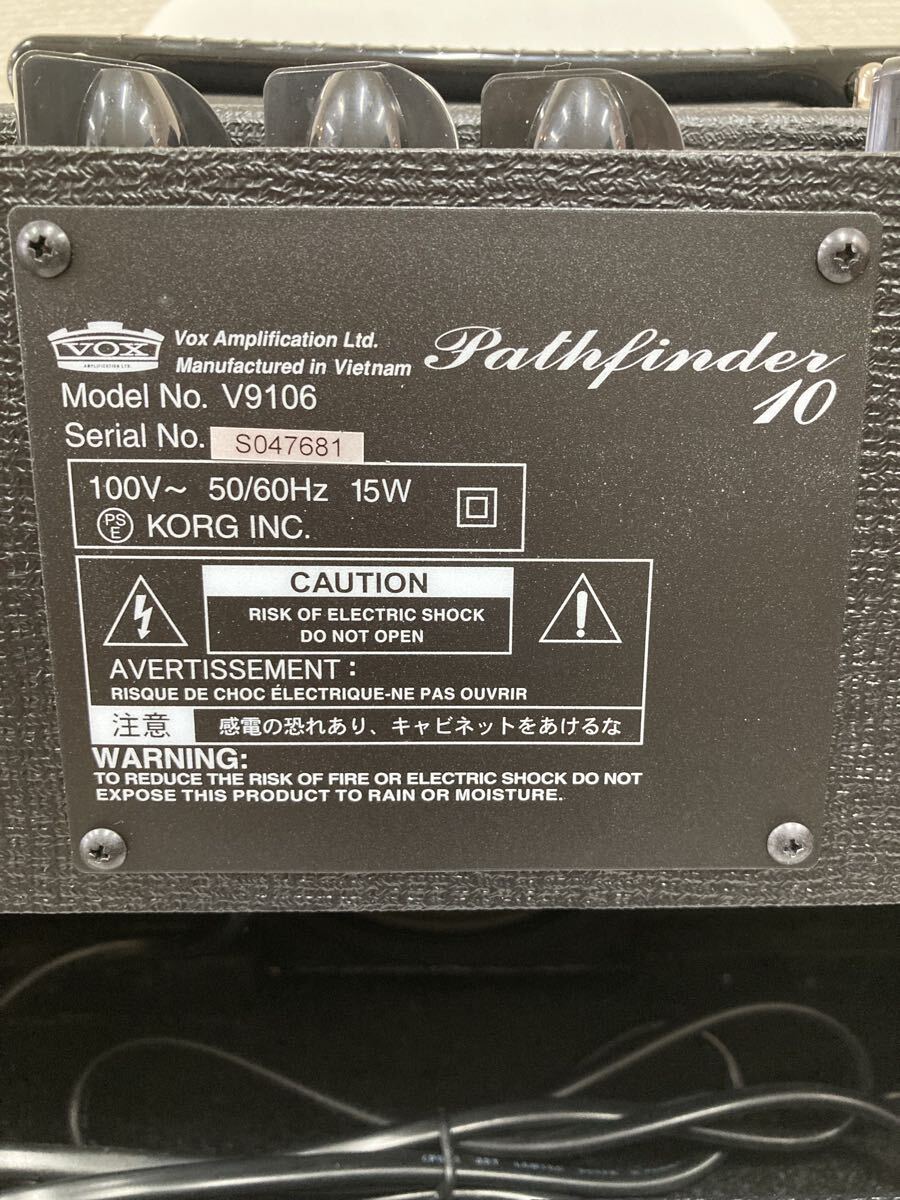 VOX
AMPLIFICATION LTD.
Vox Amplification Ltd.
Manufactured in Vietnam
Pathfinder
10
Model No. V9106
Serial No. S047681
100V~ 50/60Hz 15W
PSE KORG INC.
CAUTION
RISK OF ELECTRIC SHOCK
DO NOT OPEN
AVERTISSEMENT :
RISQUE DE CHOC ÉLECTRIQUE-NE PAS OUVRIR
注意 感電の恐れあり、キャビネットをあけるな
WARNING:
TO REDUCE THE RISK OF FIRE OR ELECTRIC SHOCK DO NOT
EXPOSE THIS PRODUCT TO RAIN OR MOISTURE.